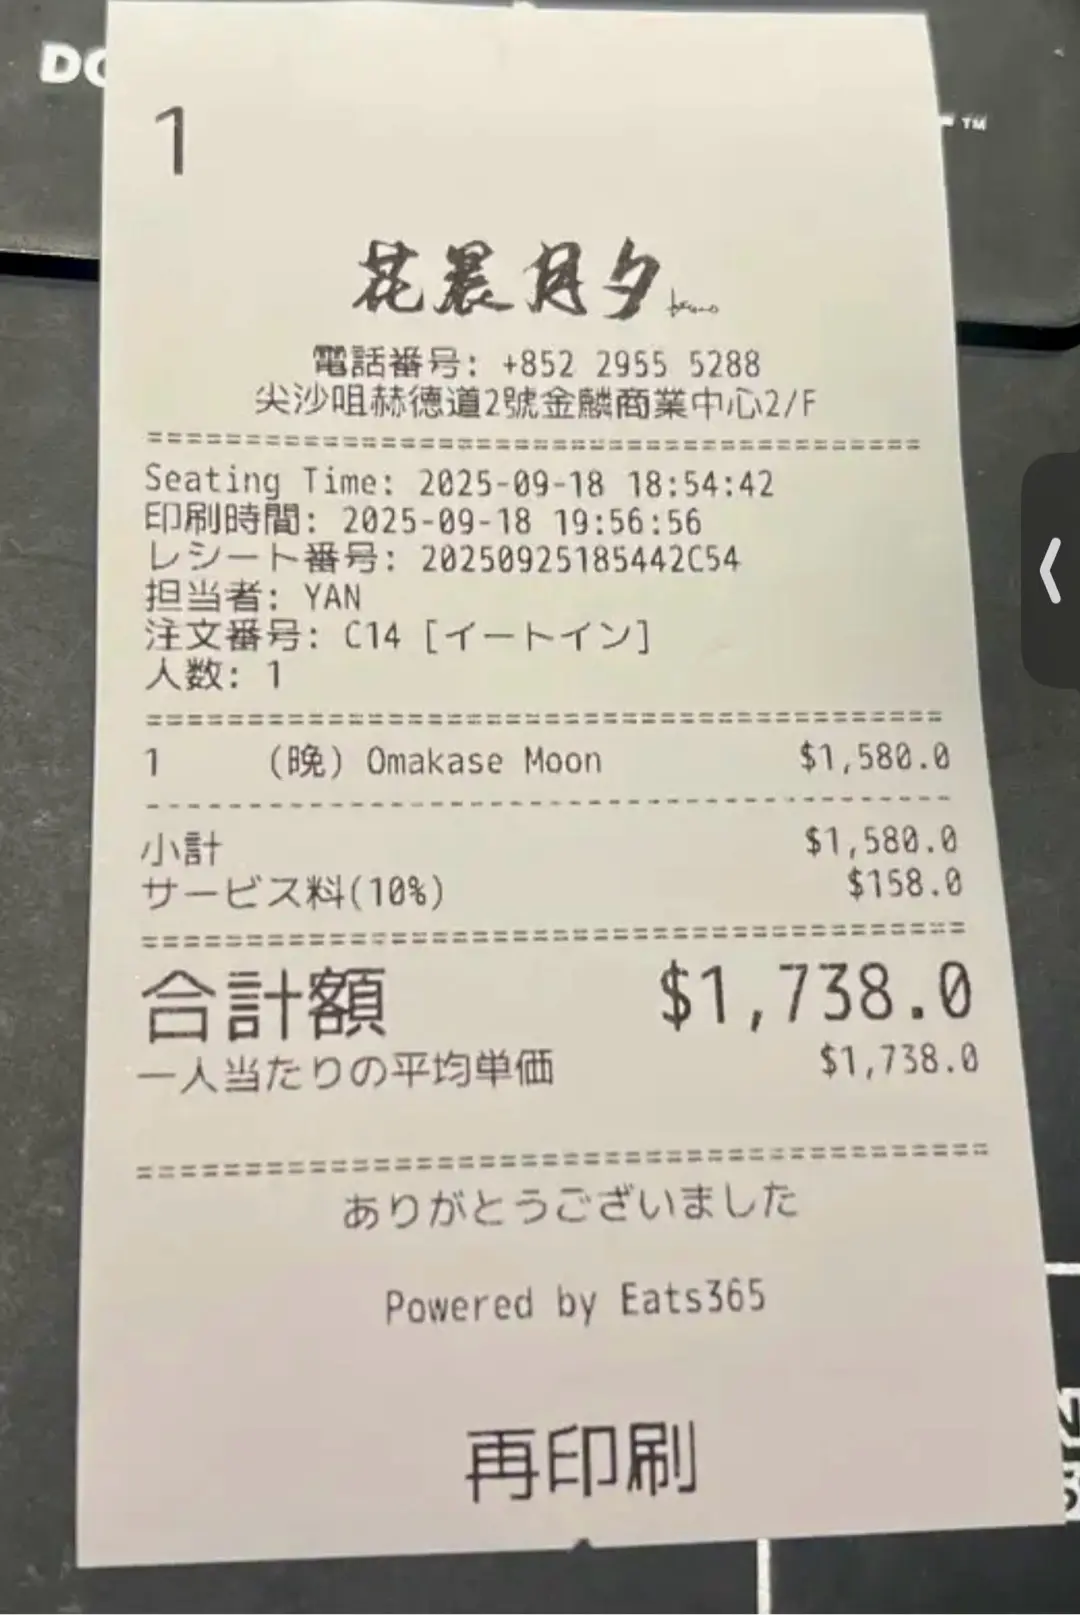 DO
TM
1
花晨月夕
電話番号: +852 2955 5288
尖沙咀赫德道2號金麟商業中心2/F
Seating Time: 2025-09-18 18:54:42
印刷時間: 2025-09-18 19:56:56
レシート番号: 20250925185442C54
担当者: YAN
注文番号: C14 [イートイン]
人数: 1
1 (晩) Omakase Moon $1,580.0
小計 $1,580.0
サービス料(10%) $158.0
合計額 $1,738.0
一人当たりの平均単価 $1,738.0
ありがとうございました
Powered by Eats365
再印刷